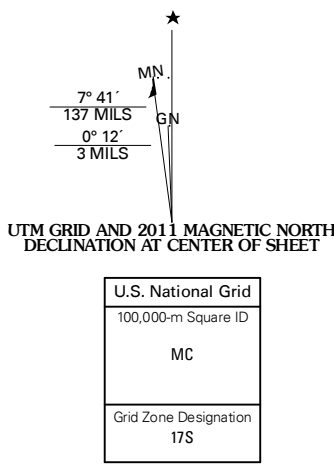 MN
7° 41´
137 MILS
GN
0° 12´
3 MILS
UTM GRID AND 2011 MAGNETIC NORTH
DECLINATION AT CENTER OF SHEET
U.S. National Grid
100,000-m Square ID
MC
Grid Zone Designation
17S